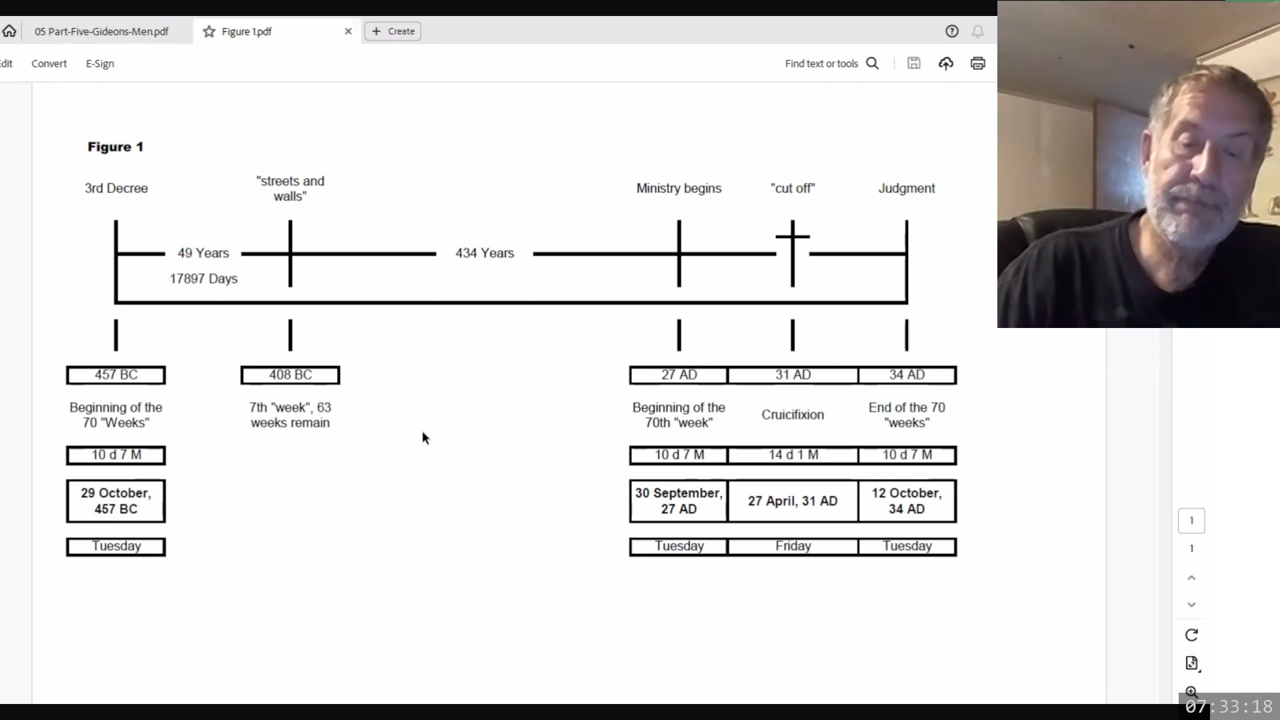 05 Part-Five-Gideons-Men.pdf
Figure 1.pdf
Create
Convert
E-Sign
Find text or tools
Figure 1
3rd Decree
"streets and
walls"
Ministry begins
"cut off"
Judgment
49 Years
434 Years
17897 Days
457 BC
408 BC
27 AD
31 AD
34 AD
Beginning of the
70 "Weeks"
7th "week", 63
weeks remain
Beginning of the
70th "week"
Cruicifixion
End of the 70
"weeks"
10 d 7 M
10 d 7 M
14 d 1 M
10 d 7 M
29 October,
457 BC
30 September,
27 AD
27 April, 31 AD
12 October,
34 AD
Tuesday
Tuesday
Friday
Tuesday
1
1
07:33:18